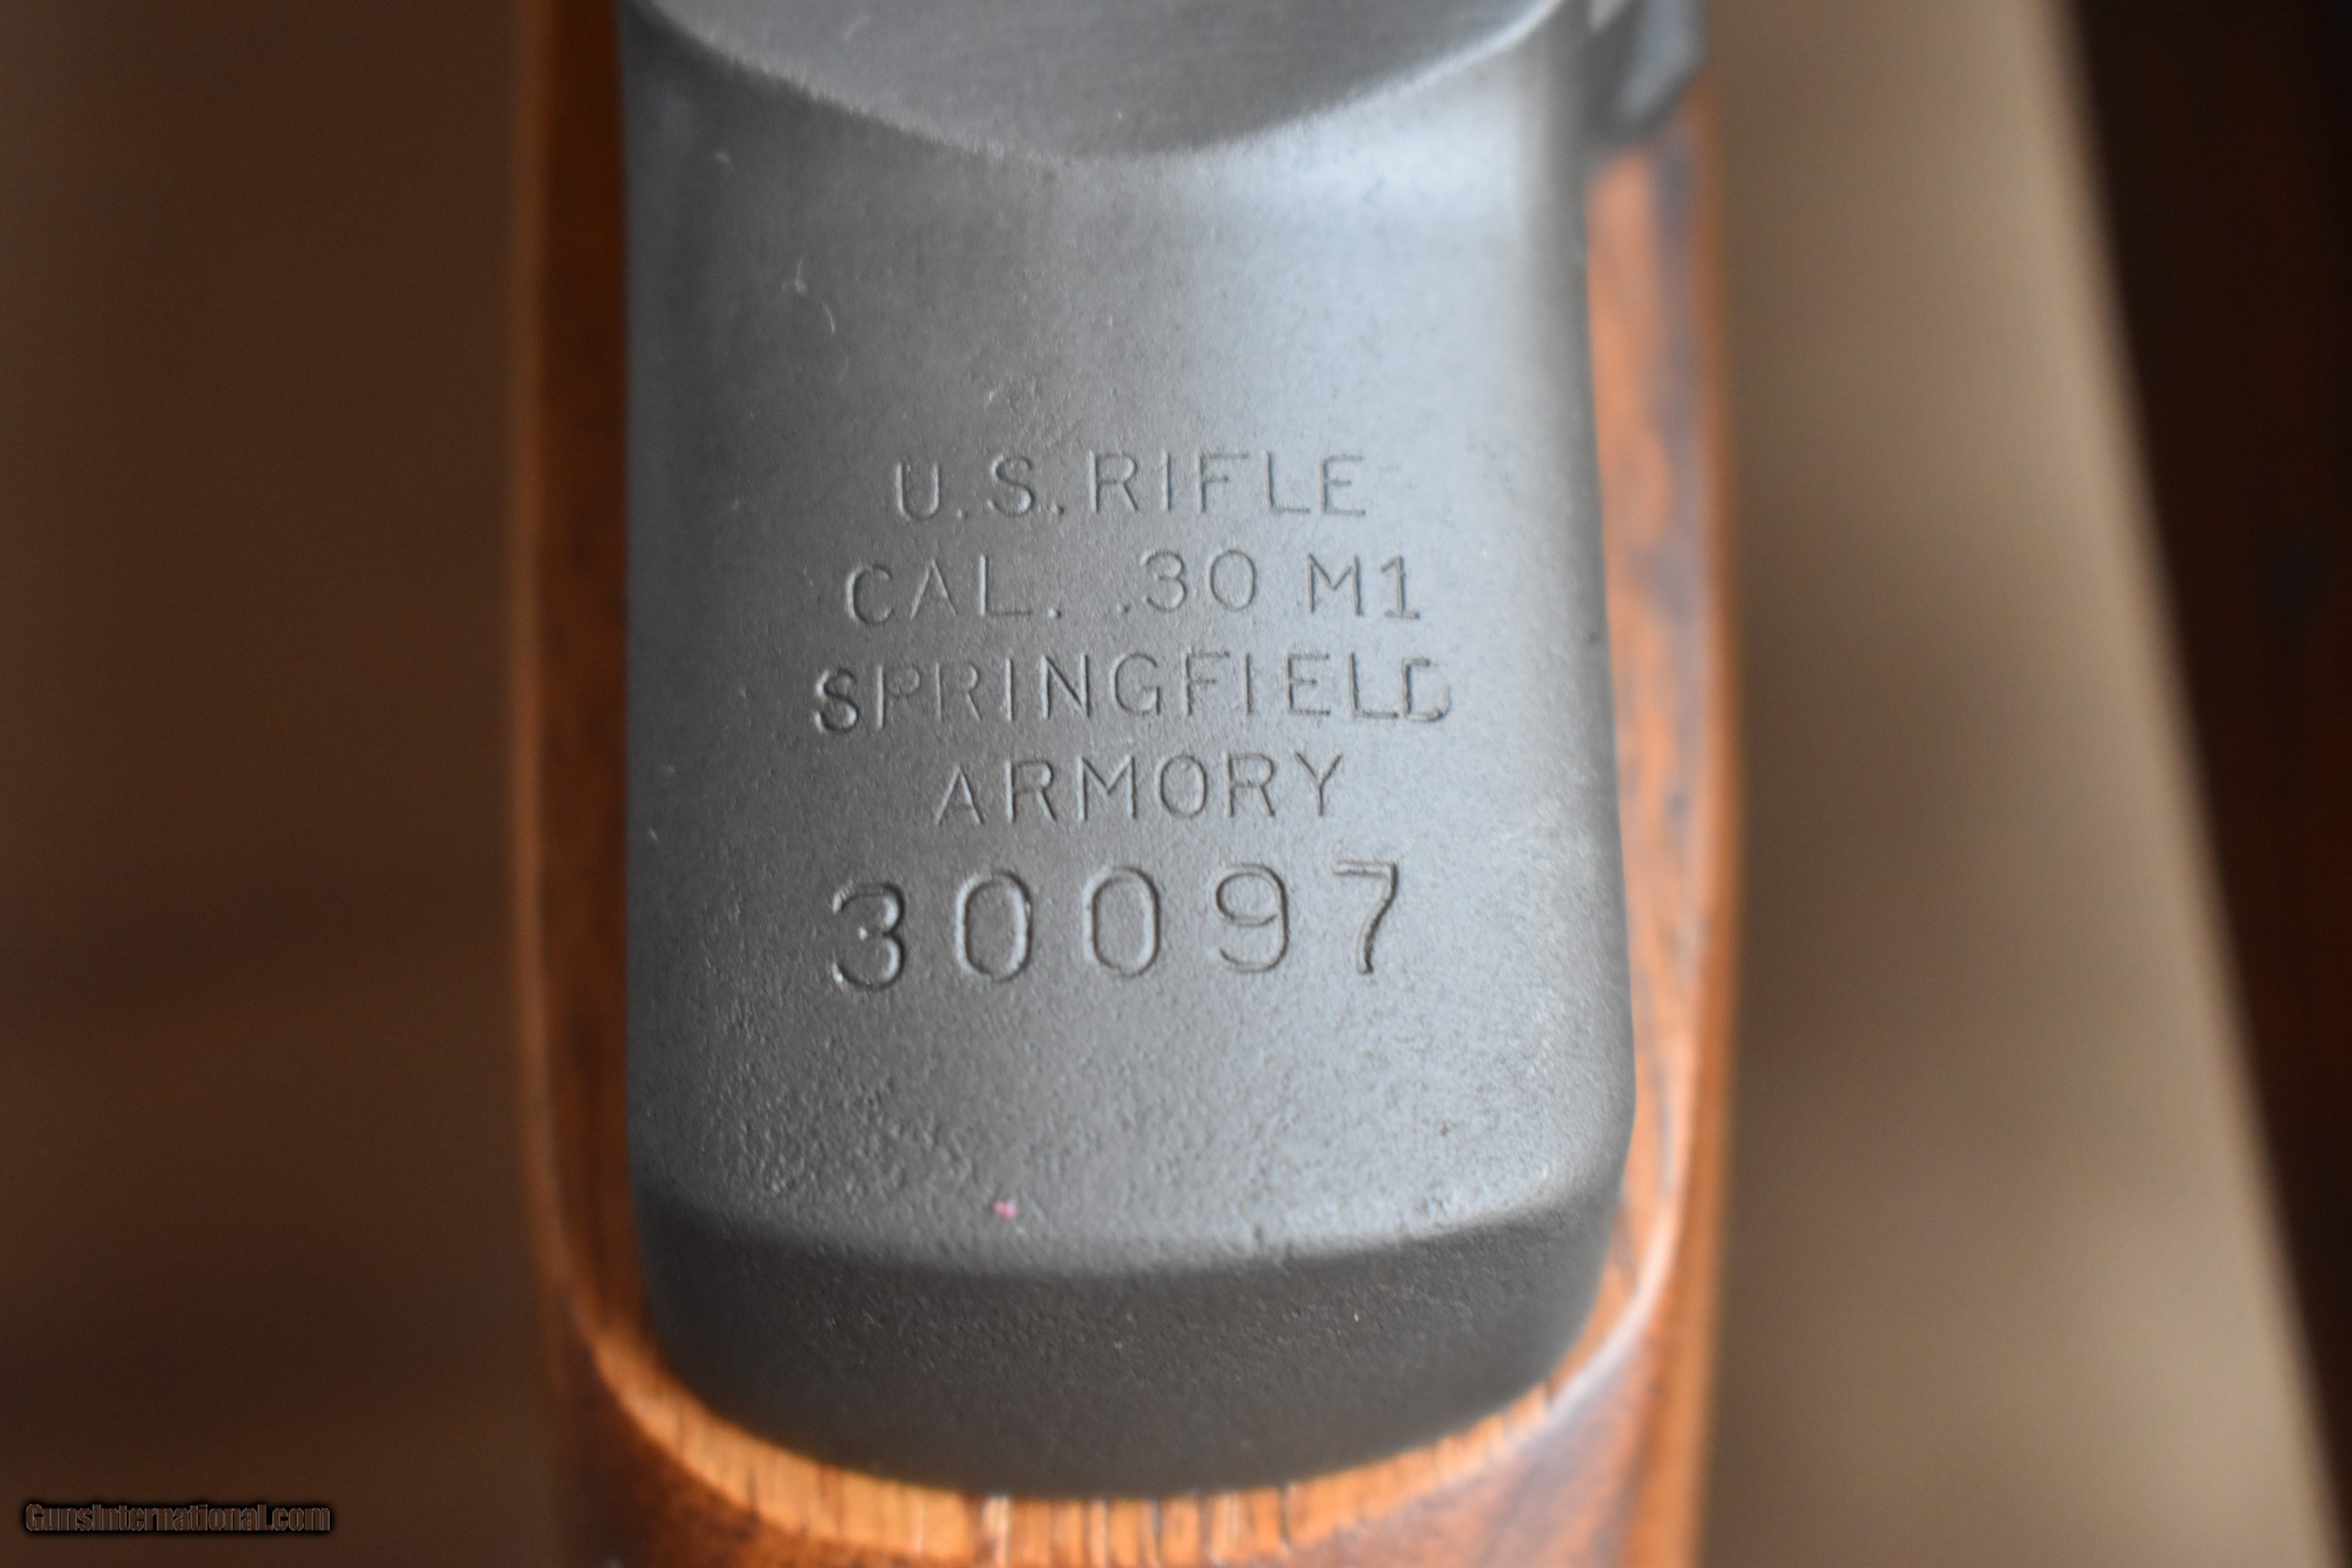 U.S. RIFLE
CAL. .30 M1
SPRINGFIELD
ARMORY
30097
GunsInternational.com